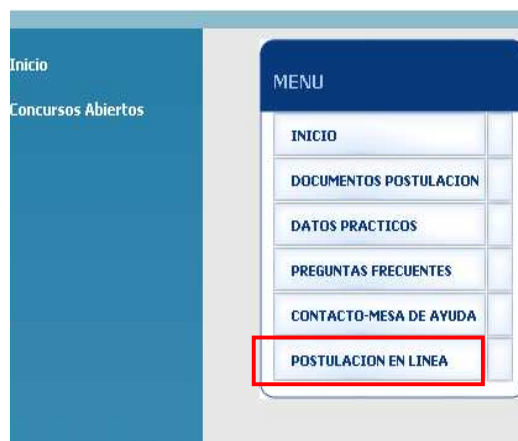 Inicio
Concursos Abiertos
MENU
INICIO
DOCUMENTOS POSTULACION
DATOS PRACTICOS
PREGUNTAS FRECUENTES
CONTACTO-MESA DE AYUDA
POSTULACION EN LINEA